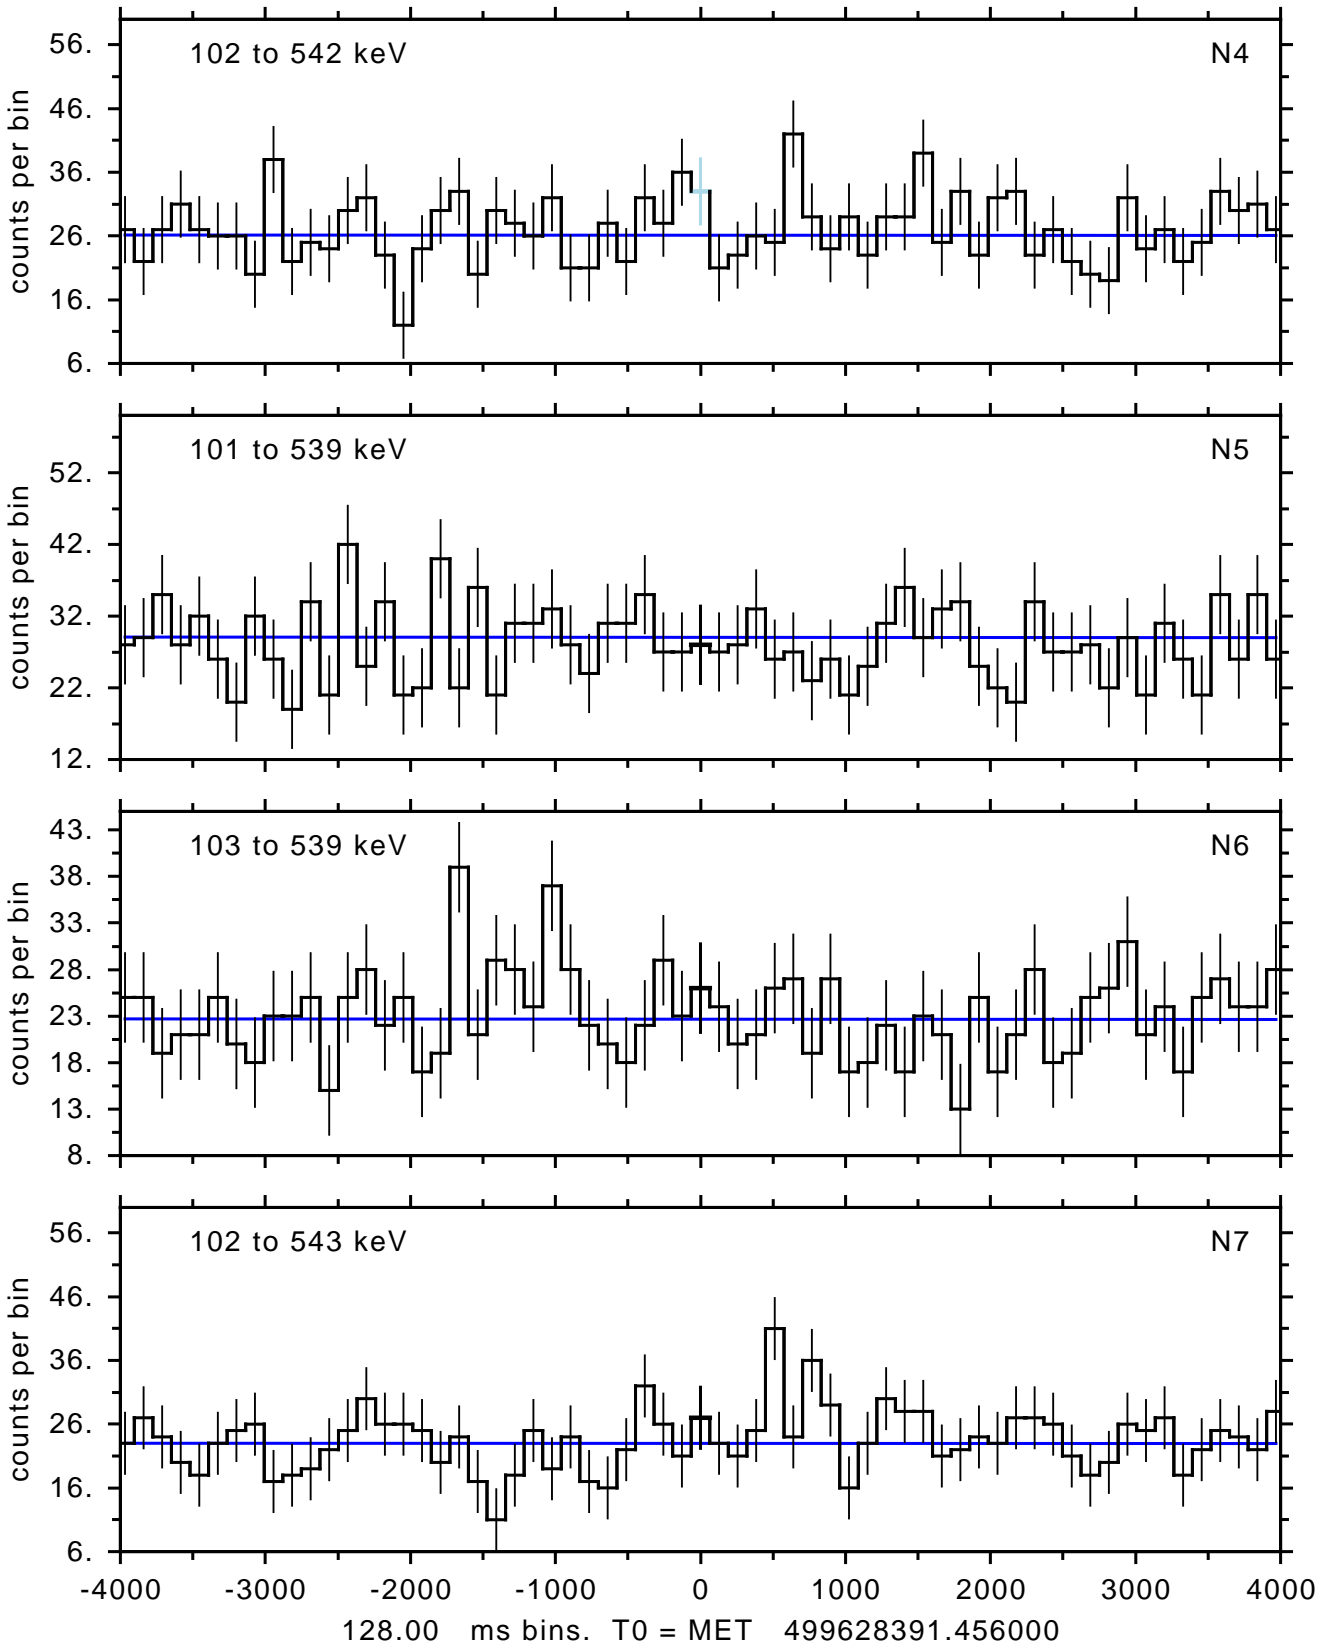 102 to 542 keV N4
56.
46.
36.
26.
16.
6.
counts per bin
101 to 539 keV N5
52.
42.
32.
22.
12.
counts per bin
103 to 539 keV N6
43.
38.
33.
28.
23.
18.
13.
8.
counts per bin
102 to 543 keV N7
56.
46.
36.
26.
16.
6.
counts per bin
-4000 -3000 -2000 -1000 0 1000 2000 3000 4000
128.00 ms bins. T0 = MET 499628391.456000